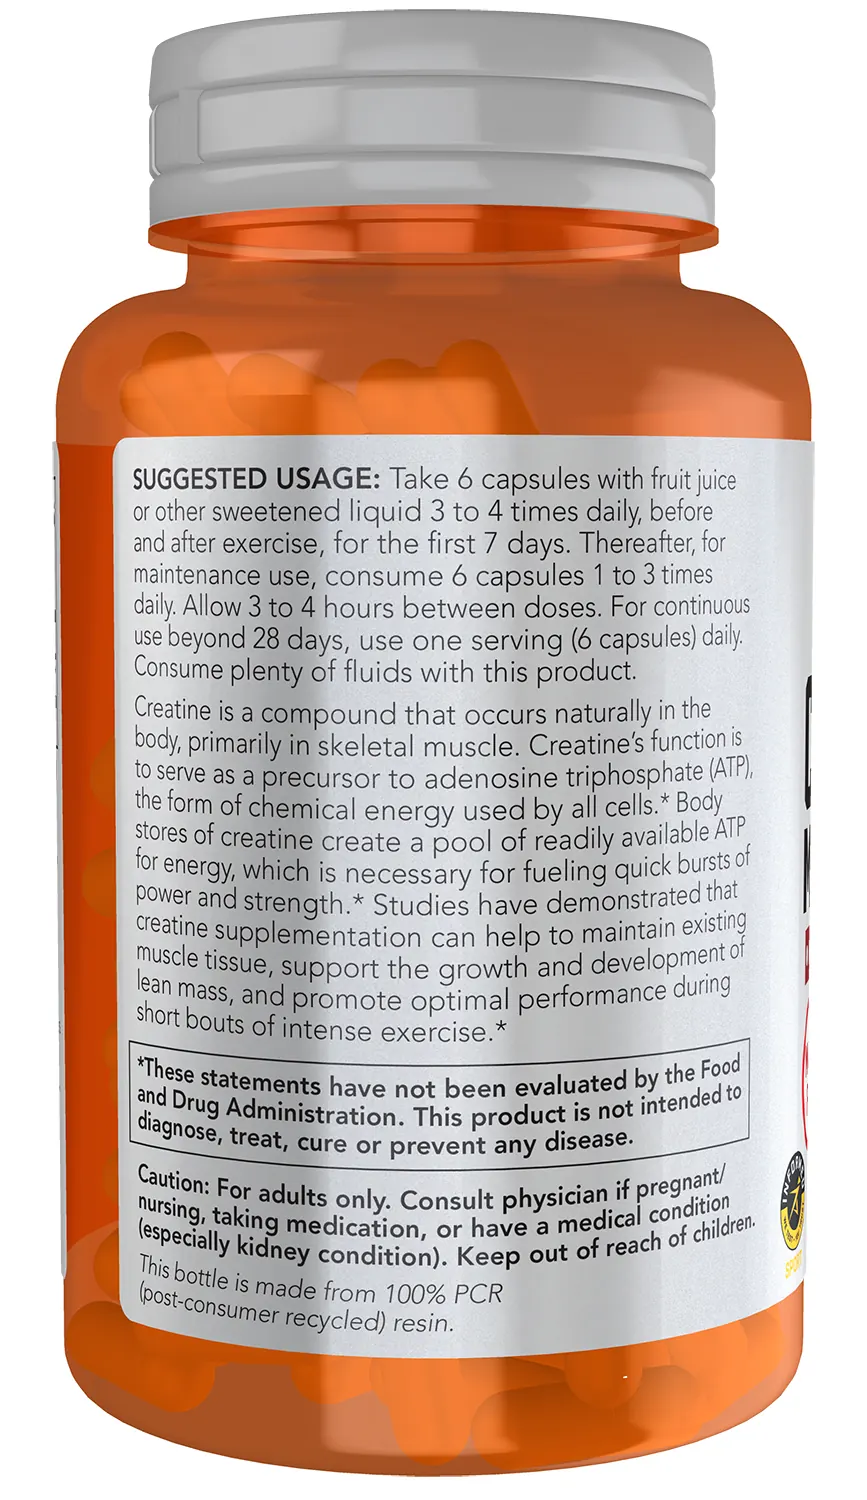 SUGGESTED USAGE: Take 6 capsules with fruit juice
or other sweetened liquid 3 to 4 times daily, before
and after exercise, for the first 7 days. Thereafter, for
maintenance use, consume 6 capsules 1 to 3 times
daily. Allow 3 to 4 hours between doses. For continuous
use beyond 28 days, use one serving (6 capsules) daily.
Consume plenty of fluids with this product.
Creatine is a compound that occurs naturally in the
body, primarily in skeletal muscle. Creatine's function is
to serve as a precursor to adenosine triphosphate (ATP),
the form of chemical energy used by all cells.* Body
stores of creatine create a pool of readily available ATP
for energy, which is necessary for fueling quick bursts of
power and strength.* Studies have demonstrated that
creatine supplementation can help to maintain existing
muscle tissue, support the growth and development of
lean mass, and promote optimal performance during
short bouts of intense exercise.*
*These statements have not been evaluated by the Food
and Drug Administration. This product is not intended to
diagnose, treat, cure or prevent any disease.
Caution: For adults only. Consult physician if pregnant/
nursing, taking medication, or have a medical condition
(especially kidney condition). Keep out of reach of children.
This bottle is made from 100% PCR
(post-consumer recycled) resin.
SPORT